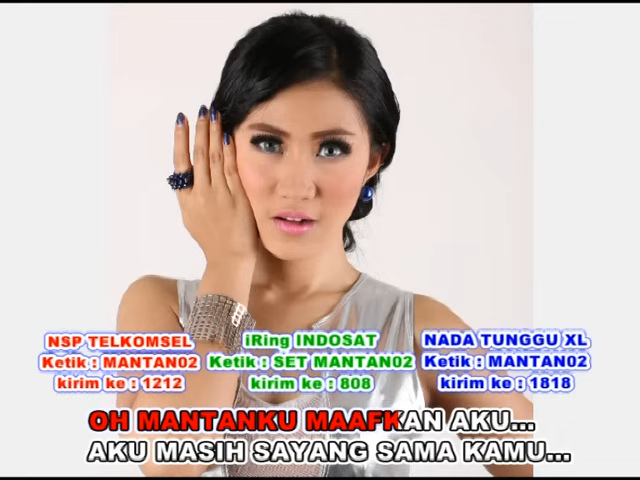 NSP TELKOMSEL
Ketik : MANTAN02
kirim ke : 1212
iRing INDOSAT
Ketik : SET MANTAN02
kirim ke : 808
NADA TUNGGU XL
Ketik : MANTAN02
kirim ke : 1818
OH MANTANKU MAAFKAN AKU...
AKU MASIH SAYANG SAMA KAMU...